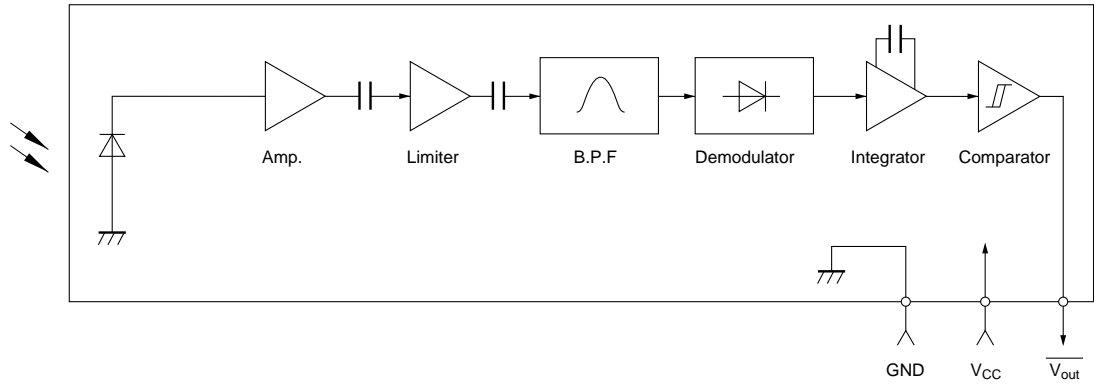 Amp.
Limiter
B.P.F
Demodulator
Integrator
Comparator
GND
VCC
Vout